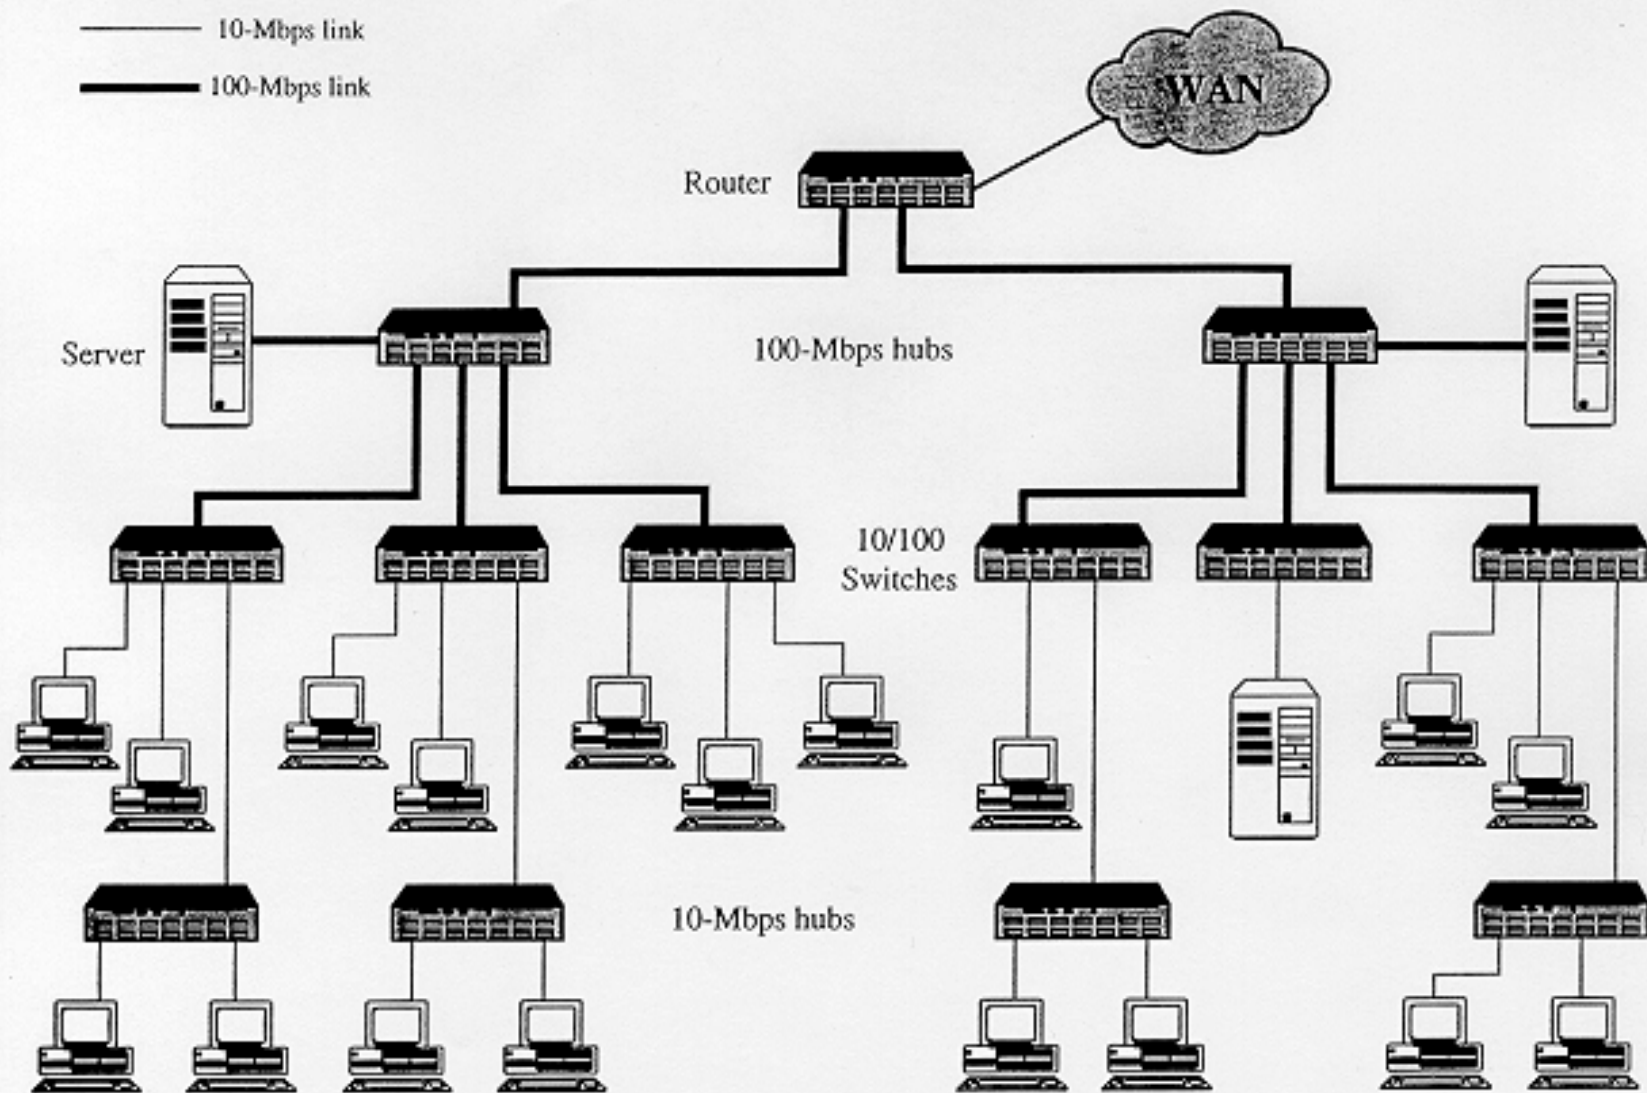 10-Mbps link
100-Mbps link
WAN
Router
Server
100-Mbps hubs
10/100
Switches
10-Mbps hubs